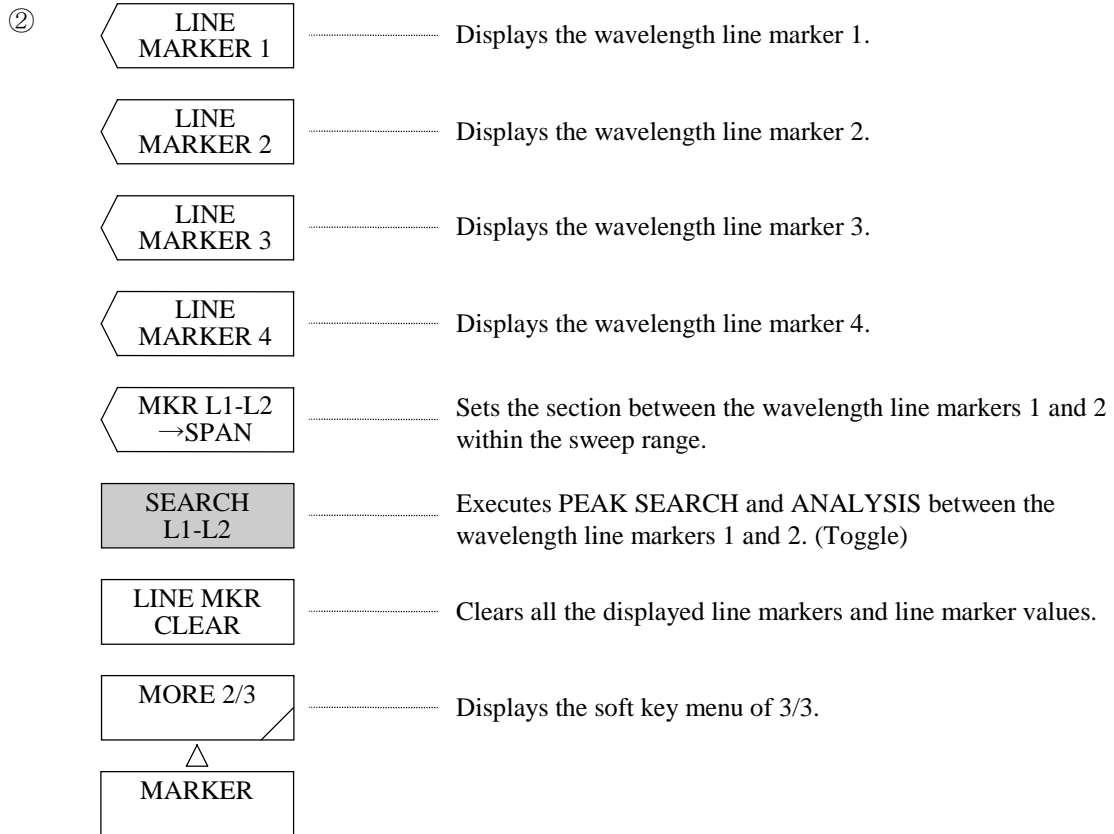 ②
LINE
MARKER 1
Displays the wavelength line marker 1.
LINE
MARKER 2
Displays the wavelength line marker 2.
LINE
MARKER 3
Displays the wavelength line marker 3.
LINE
MARKER 4
Displays the wavelength line marker 4.
MKR L1-L2
→SPAN
Sets the section between the wavelength line markers 1 and 2
within the sweep range.
SEARCH
L1-L2
Executes PEAK SEARCH and ANALYSIS between the
wavelength line markers 1 and 2. (Toggle)
LINE MKR
CLEAR
Clears all the displayed line markers and line marker values.
MORE 2/3
Displays the soft key menu of 3/3.
MARKER